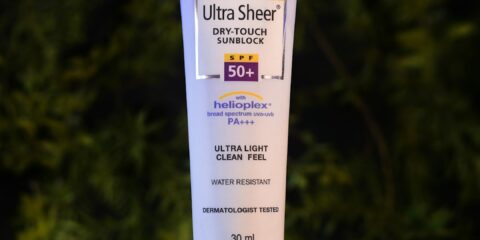 Ultra Sheer®
DRY-TOUCH
SUNBLOCK
SPF
50+
with
helioplex®
broad spectrum uva-uvb
PA+++
ULTRA LIGHT
CLEAN FEEL
WATER RESISTANT
DERMATOLOGIST TESTED
30 ml